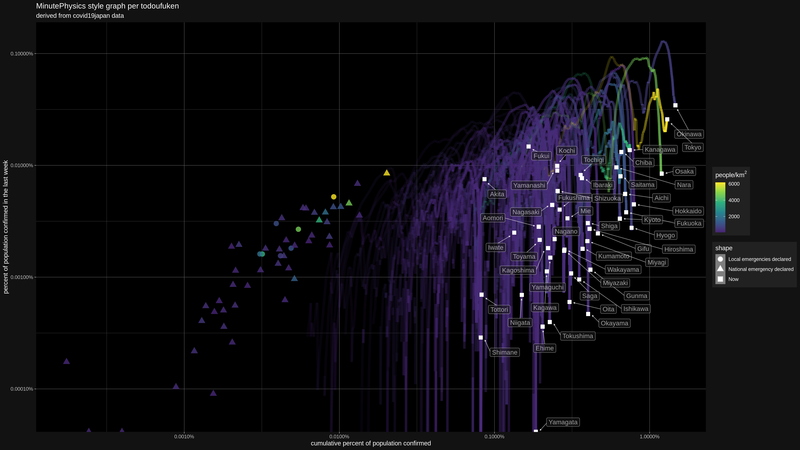 MinutePhysics style graph per todoufuken
derived from covid19japan data
percent of population confirmed in the last week
0.10000%
0.01000%
0.00100%
0.00010%
0.0010%
0.0100%
0.1000%
1.0000%
cumulative percent of population confirmed
Okinawa
Tokyo
Kanagawa
Chiba
Osaka
Nara
Saitama
Aichi
Hokkaido
Fukuoka
Kyoto
Hyogo
Hiroshima
Gifu
Miyagi
Kumamoto
Wakayama
Miyazaki
Gunma
Ishikawa
Okayama
Oita
Saga
Kochi
Tochigi
Fukui
Ibaraki
Yamanashi
Fukushima
Shizuoka
Akita
Nagasaki
Mie
Aomori
Shiga
Nagano
Iwate
Toyama
Kagoshima
Yamaguchi
Kagawa
Tottori
Niigata
Tokushima
Ehime
Shimane
Yamagata
people/km²
6000
4000
2000
shape
Local emergencies declared
National emergency declared
Now